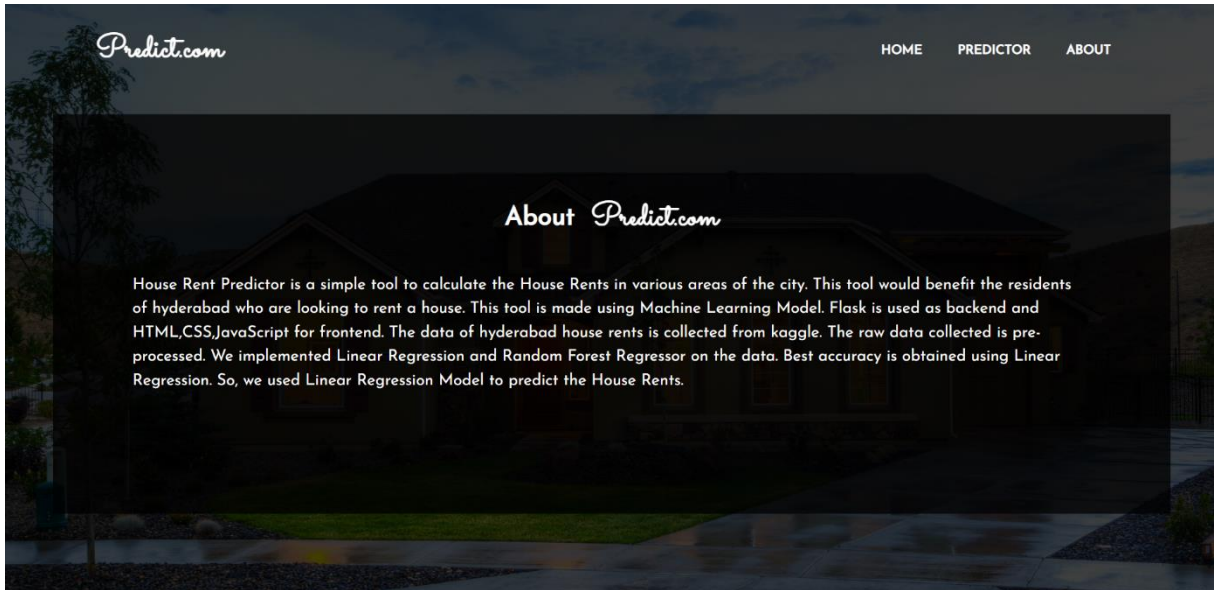 Predict.com
HOME PREDICTOR ABOUT
About Predict.com
House Rent Predictor is a simple tool to calculate the House Rents in various areas of the city. This tool would benefit the residents
of hyderabad who are looking to rent a house. This tool is made using Machine Learning Model. Flask is used as backend and
HTML,CSS,JavaScript for frontend. The data of hyderabad house rents is collected from kaggle. The raw data collected is pre-
processed. We implemented Linear Regression and Random Forest Regressor on the data. Best accuracy is obtained using Linear
Regression. So, we used Linear Regression Model to predict the House Rents.